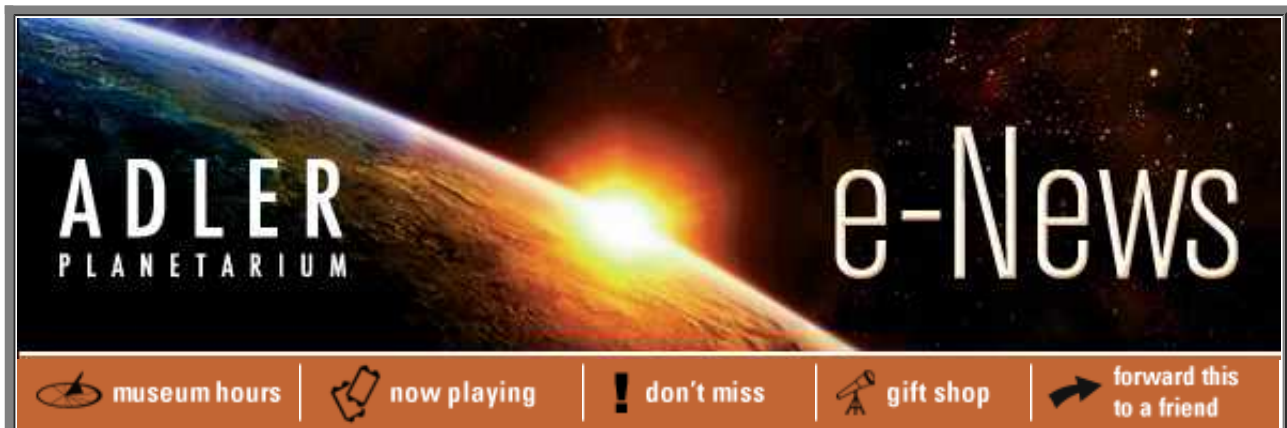 ADLER
PLANETARIUM
e-News
museum hours
now playing
! don't miss
gift shop
forward this
to a friend